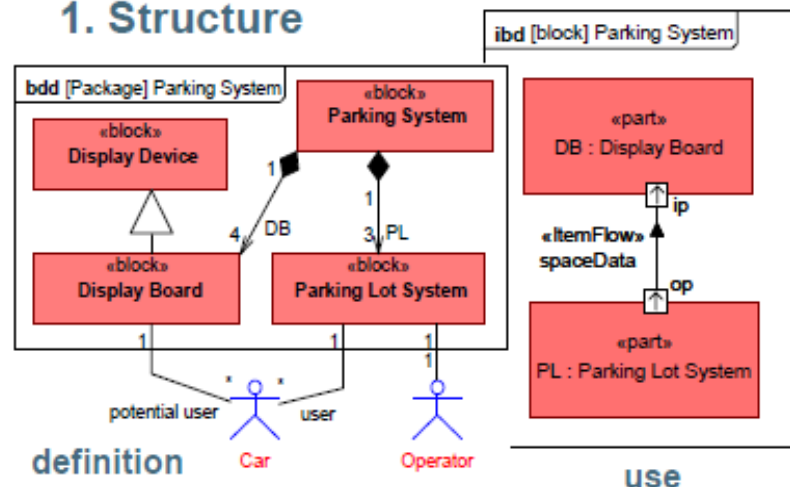 1. Structure
bdd [Package] Parking System
«block»
Parking System
«block»
Display Device
1
1
4
DB
3
PL
«block»
Display Board
«block»
Parking Lot System
1
1
1
1
*
*
potential user
user
Car
Operator
definition
ibd [block] Parking System
«part»
DB : Display Board
ip
«ItemFlow»
spaceData
op
«part»
PL : Parking Lot System
use